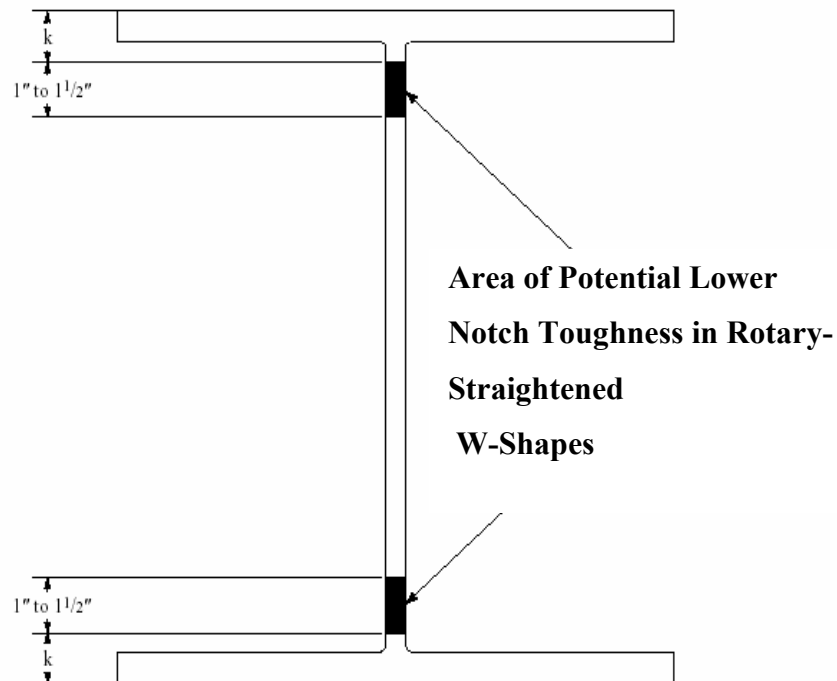 k
1" to 1 1/2"
Area of Potential Lower
Notch Toughness in Rotary-
Straightened
W-Shapes
1" to 1 1/2"
k